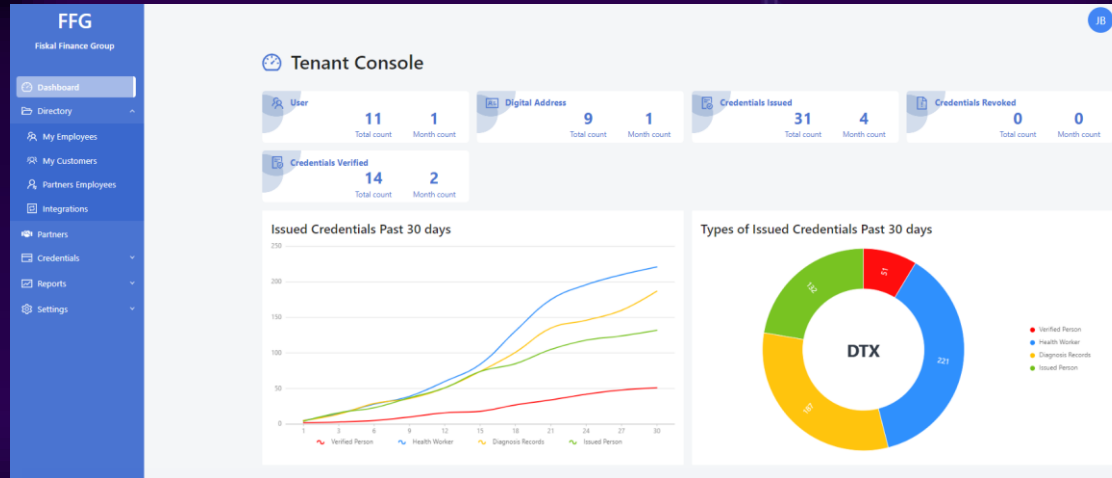 FFG
Fiskal Finance Group
Dashboard
Directory
My Employees
My Customers
Partners Employees
Integrations
Partners
Credentials
Reports
Settings
JB
Tenant Console
User
11 1
Total count Month count
Digital Address
9 1
Total count Month count
Credentials Issued
31 4
Total count Month count
Credentials Revoked
0 0
Total count Month count
Credentials Verified
14 2
Total count Month count
Issued Credentials Past 30 days
250
200
150
100
50
0
1 3 6 9 12 15 18 21 24 27 30
Verified Person Health Worker Diagnosis Records Issued Person
Types of Issued Credentials Past 30 days
51
132
221
187
DTX
Verified Person
Health Worker
Diagnosis Records
Issued Person